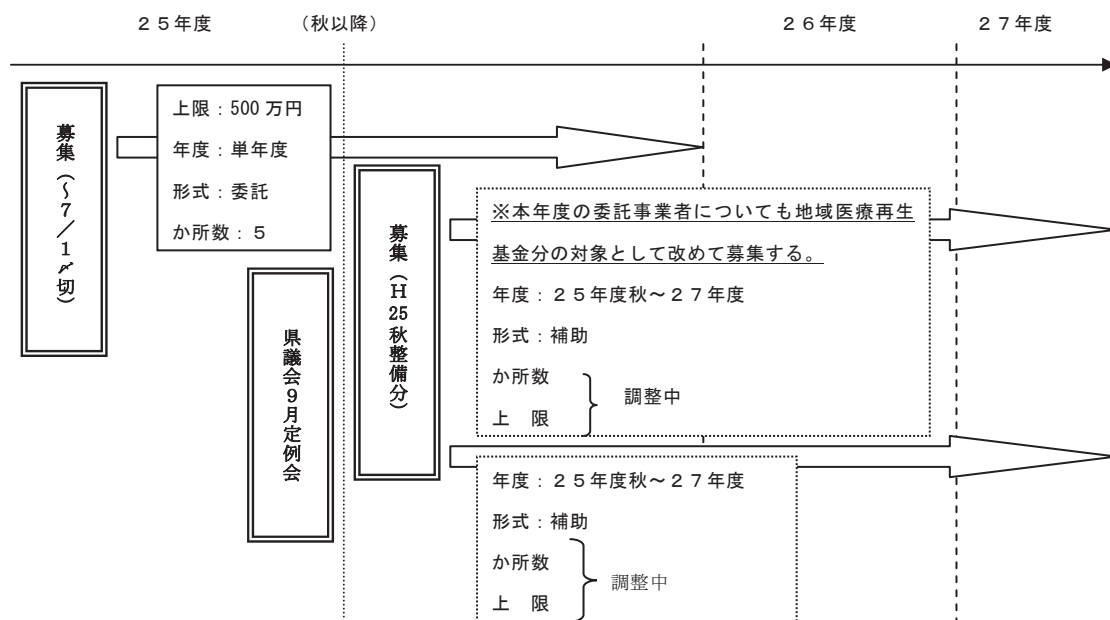 ２５年度
（秋以降）
２６年度
２７年度
募集（～７／１〆切）
上限：500 万円
年度：単年度
形式：委託
か所数：５
県議会９月定例会
募集（Ｈ25秋整備分）
※本年度の委託事業者についても地域医療再生
基金分の対象として改めて募集する。
年度：２５年度秋～２７年度
形式：補助
か所数
上　限
調整中
年度：２５年度秋～２７年度
形式：補助
か所数
上　限
調整中